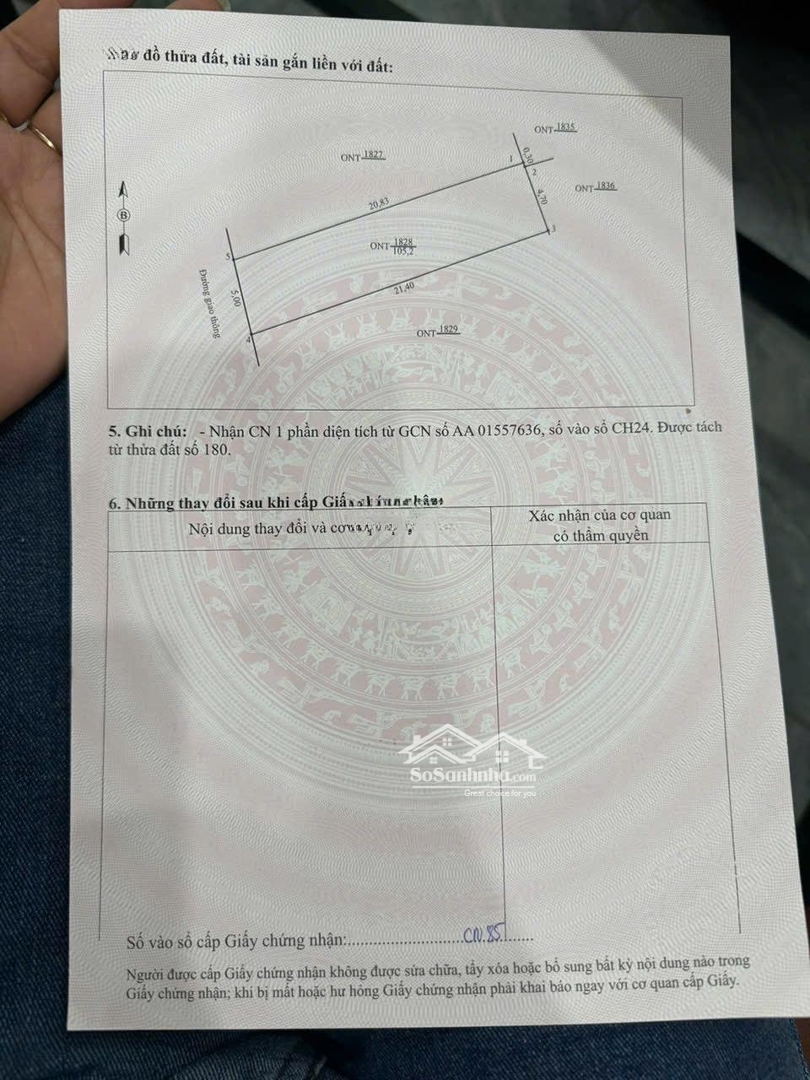 đồ thửa đất, tài sản gắn liền với đất:
ONT 1835
ONT 1827
1
0,30
2
ONT 1836
4,70
20,83
B
3
5
ONT 1828
105,2
Đường giao thông
5,00
21,40
4
ONT 1829
5. Ghi chú: - Nhận CN 1 phần diện tích từ GCN số AA 01557636, số vào sổ CH24. Được tách
từ thửa đất số 180.
6. Những thay đổi sau khi cấp
Nội dung thay đổi và
Xác nhận của cơ quan
có thẩm quyền
SoSanhnha.com
Great choice for you
Số vào sổ cấp Giấy chứng nhận:..............................CN.85.......
Người được cấp Giấy chứng nhận không được sửa chữa, tẩy xóa hoặc bổ sung bất kỳ nội dung nào trong
Giấy chứng nhận; khi bị mất hoặc hư hỏng Giấy chứng nhận phải khai báo ngay với cơ quan cấp Giấy.